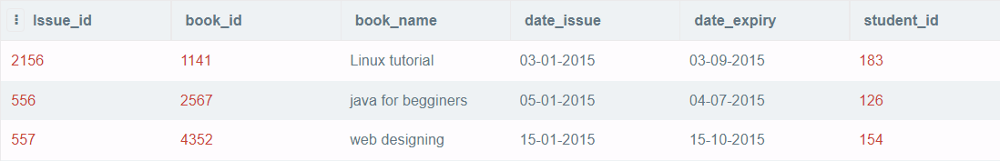 Issue_id book_id book_name date_issue date_expiry student_id
2156 1141 Linux tutorial 03-01-2015 03-09-2015 183
556 2567 java for begginers 05-01-2015 04-07-2015 126
557 4352 web designing 15-01-2015 15-10-2015 154